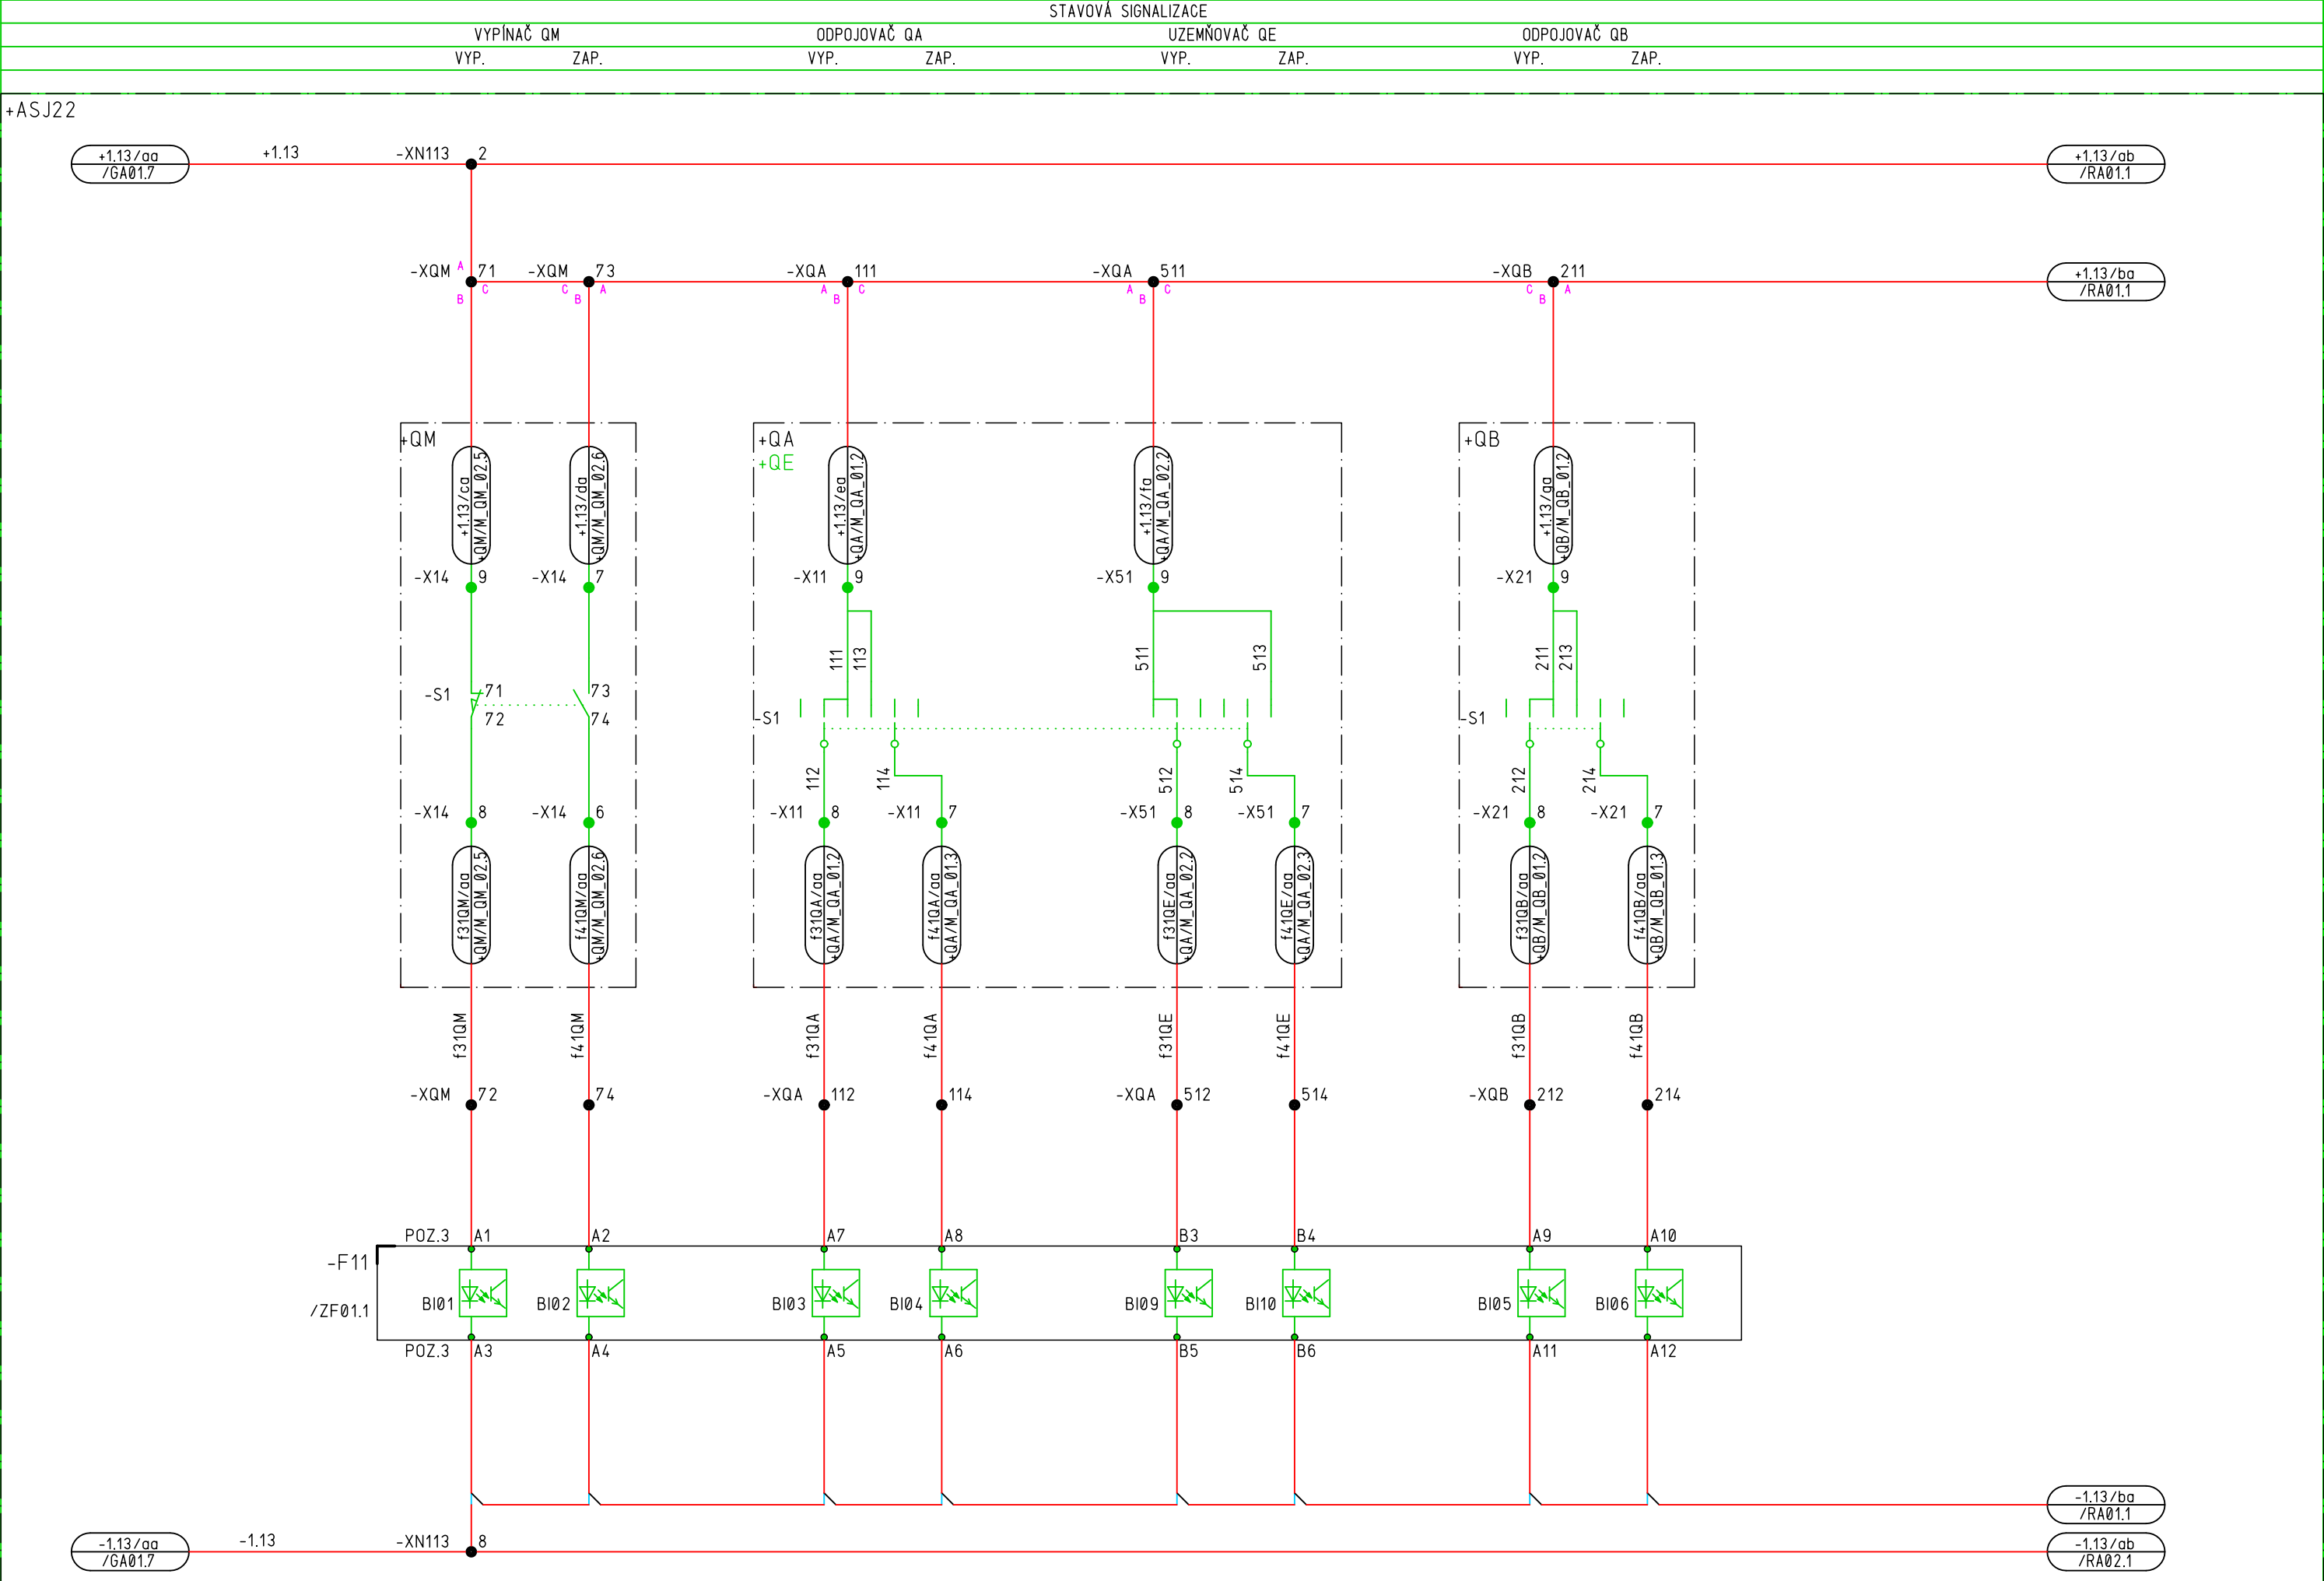 STAVOVÁ SIGNALIZACE
VYPÍNAČ QM ODPOJOVAČ QA UZEMŇOVAČ QE ODPOJOVAČ QB
VYP. ZAP. VYP. ZAP. VYP. ZAP. VYP. ZAP.
+ASJ22
+1.13/aa +1.13 -XN113 2 +1.13/ab
/GA01.7 /RA01.1
-XQM A 71 -XQM 73 -XQA 111 -XQA 511 -XQB 211 +1.13/ba
B C C B A A B C A B C C B A /RA01.1
+QM +QA +QB
+QE
+1.13/ca +1.13/da +1.13/ea +1.13/fa +1.13/ga
+QM/M_QM_02.5 +QM/M_QM_02.6 +QA/M_QA_01.2 +QA/M_QA_02.2 +QB/M_QB_01.2
-X14 9 -X14 7 -X11 9 -X51 9 -X21 9
111 113 511 513 211 213
-S1 71 73
72 74 -S1 -S1
112 114 512 514 212 214
-X14 8 -X14 6 -X11 8 -X11 7 -X51 8 -X51 7 -X21 8 -X21 7
f31QM/aa f41QM/aa f31QA/aa f41QA/aa f31QE/aa f41QE/aa f31QB/aa f41QB/aa
+QM/M_QM_02.5 +QM/M_QM_02.6 +QA/M_QA_01.2 +QA/M_QA_01.3 +QA/M_QA_02.2 +QA/M_QA_02.3 +QB/M_QB_01.2 +QB/M_QB_01.3
f31QM f41QM f31QA f41QA f31QE f41QE f31QB f41QB
-XQM 72 74 -XQA 112 114 -XQA 512 514 -XQB 212 214
POZ.3 A1 A2 A7 A8 B3 B4 A9 A10
-F11
/ZF01.1 BI01 BI02 BI03 BI04 BI09 BI10 BI05 BI06
POZ.3 A3 A4 A5 A6 B5 B6 A11 A12
-1.13/ba
/RA01.1
-1.13/aa -1.13 -XN113 8 -1.13/ab
/GA01.7 /RA02.1